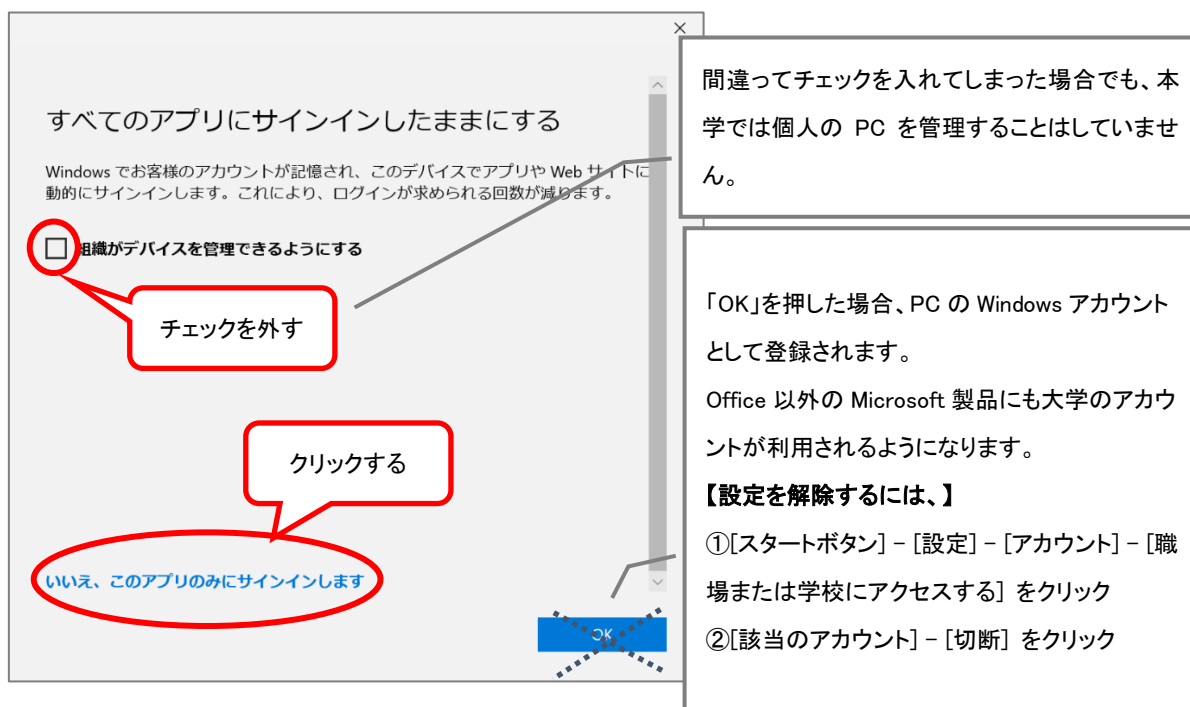 すべてのアプリにサインインしたままにする
Windows でお客様のアカウントが記憶され、このデバイスでアプリや Web サイトに
動的にサインインします。これにより、ログインが求められる回数が減ります。
組織がデバイスを管理できるようにする
チェックを外す
クリックする
いいえ、このアプリのみにサインインします
OK
間違ってチェックを入れてしまった場合でも、本
学では個人の PC を管理することはしていませ
ん。
「OK」を押した場合、PC の Windows アカウント
として登録されます。
Office 以外の Microsoft 製品にも大学のアカウ
ントが利用されるようになります。
【設定を解除するには、】
①[スタートボタン] − [設定] − [アカウント] − [職
場または学校にアクセスする] をクリック
②[該当のアカウント] − [切断] をクリック